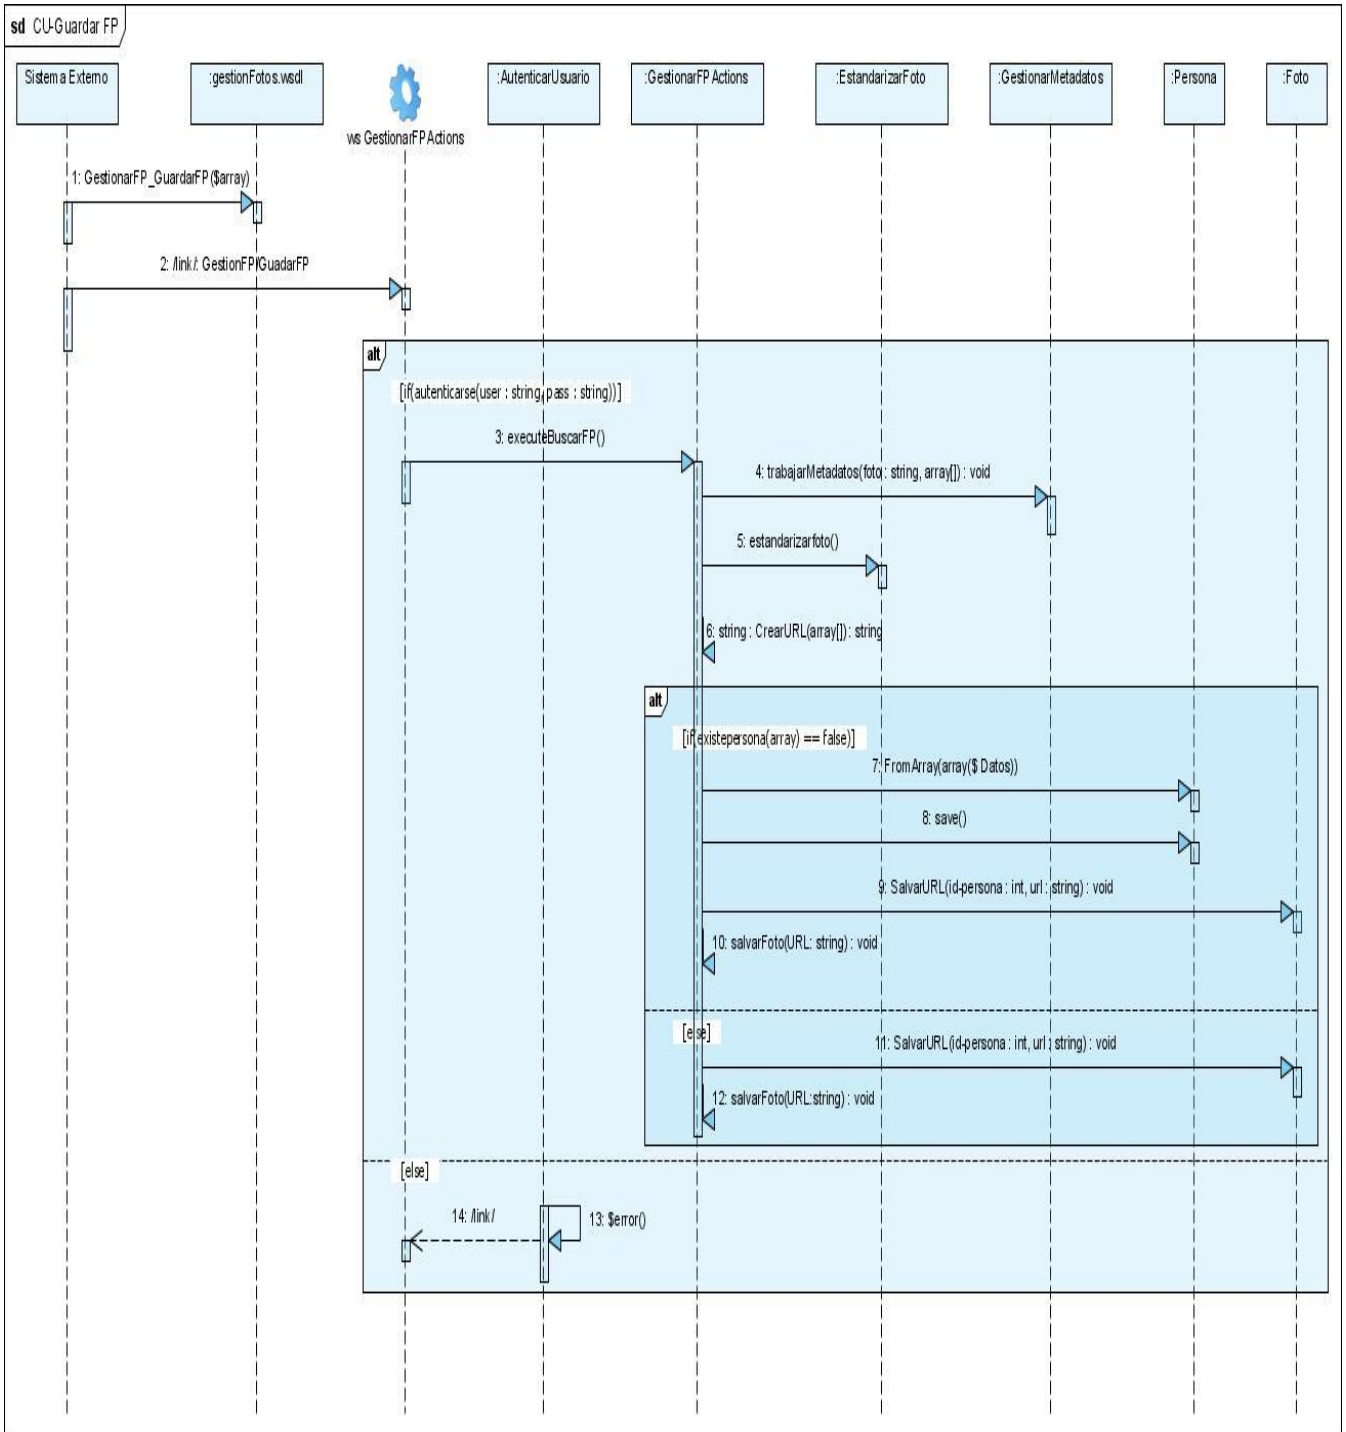 sd CU-Guardar FP
Sistema Externo
:gestionFotos.wsdl
ws GestionarFPActions
:AutenticarUsuario
:GestionarFPActions
:EstandarizarFoto
:GestionarMetadatos
:Persona
:Foto
1: GestionarFP_GuardarFP($array)
2: /link/: GestionFP/GuadarFP
alt
[if(autenticarse(user : string, pass : string))]
3: executeBuscarFP()
4: trabajarMetadatos(foto : string, array[]) : void
5: estandarizarfoto()
6: string : CrearURL(array[]) : string
alt
[if(existepersona(array) == false)]
7: FromArray(array($ Datos))
8: save()
9: SalvarURL(id-persona : int, url : string) : void
10: salvarFoto(URL: string) : void
[else]
11: SalvarURL(id-persona : int, url : string) : void
12: salvarFoto(URL:string) : void
[else]
14: /link/
13: $error()